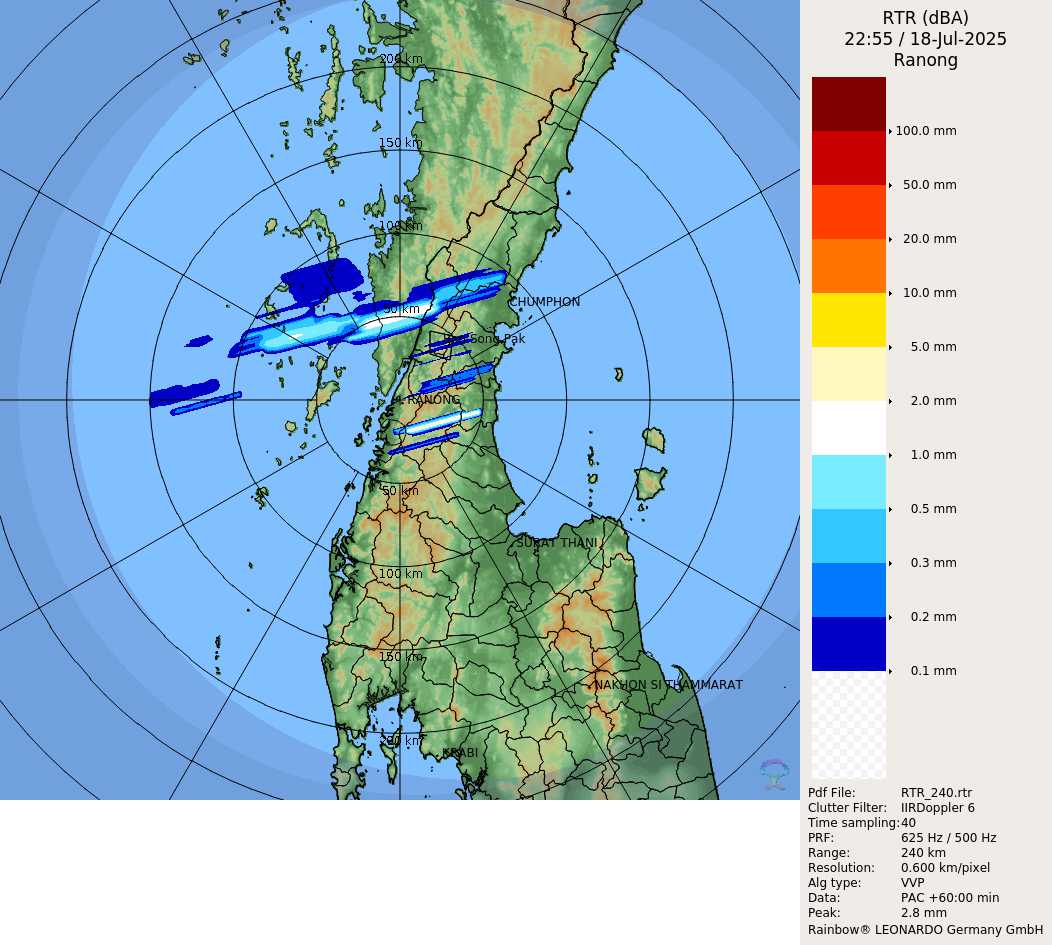 RTR (dBA)
22:55 / 18-Jul-2025
Ranong
200 km
150 km
100 km
50 km
CHUMPHON
Ban Song Pak
RANONG
50 km
SURAT THANI
100 km
150 km
NAKHON SI THAMMARAT
200 km
KRABI
100.0 mm
50.0 mm
20.0 mm
10.0 mm
5.0 mm
2.0 mm
1.0 mm
0.5 mm
0.3 mm
0.2 mm
0.1 mm
Pdf File: RTR_240.rtr
Clutter Filter: IIRDoppler 6
Time sampling:40
PRF: 625 Hz / 500 Hz
Range: 240 km
Resolution: 0.600 km/pixel
Alg type: VVP
Data: PAC +60:00 min
Peak: 2.8 mm
Rainbow® LEONARDO Germany GmbH